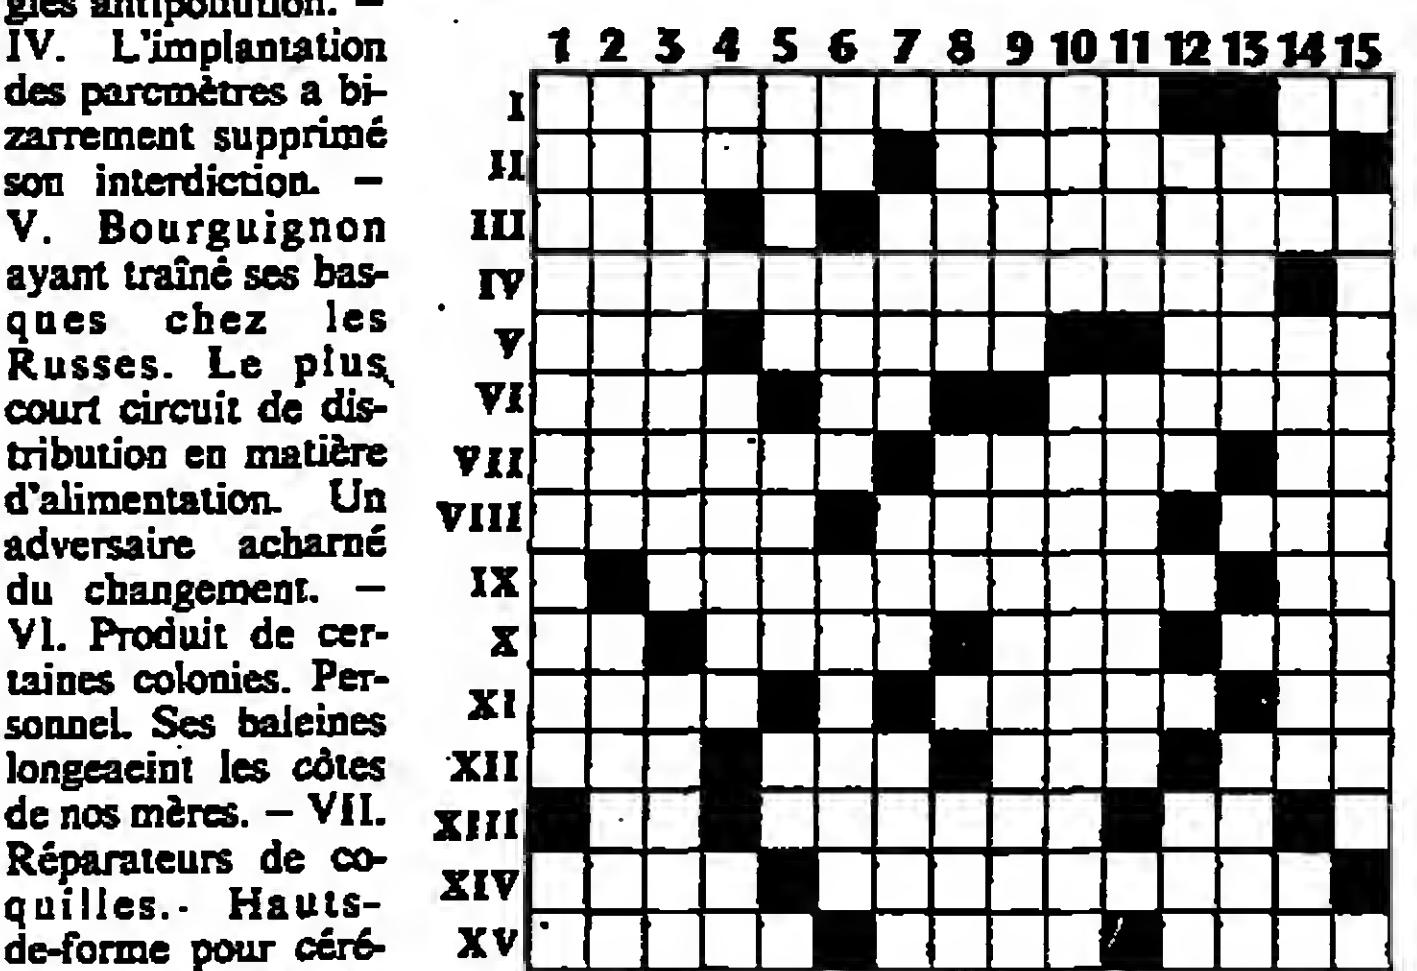 gles antipollution. –
IV. L'implantation
des parcmètres a bi-
zarrement supprimé
son interdiction. –
V. Bourguignon
ayant traîné ses bas-
ques chez les
Russes. Le plus
court circuit de dis-
tribution en matière
d'alimentation. Un
adversaire acharné
du changement. –
VI. Produit de cer-
taines colonies. Per-
sonnel. Ses baleines
longeaeint les côtes
de nos mères. – VII.
Réparateurs de co-
quilles.- Hauts-
de-forme pour céré-
1 2 3 4 5 6 7 8 9 10 11 12 13 14 15
I
II
III
IV
V
VI
VII
VIII
IX
X
XI
XII
XIII
XIV
XV